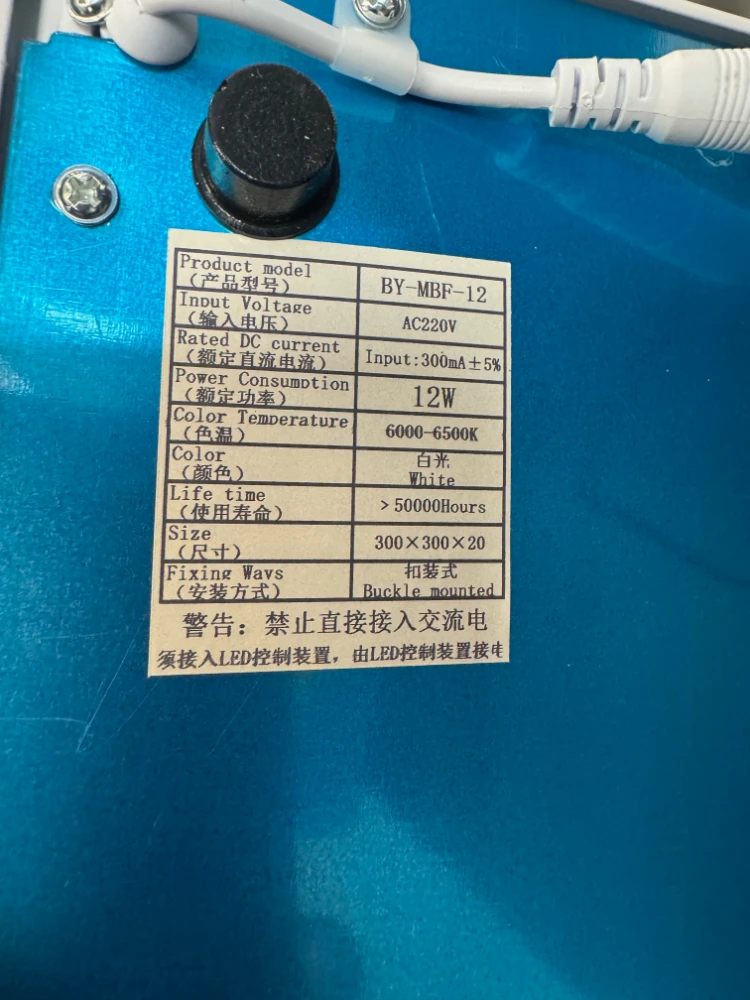 Product model
(产品型号)
BY-MBF-12
Input Voltage
(输入电压)
AC220V
Rated DC current
(额定直流电流)
Input:300mA±5%
Power Consumption
(额定功率)
12W
Color Temperature
(色温)
6000-6500K
Color
(颜色)
白光
White
Life time
(使用寿命)
>50000Hours
Size
(尺寸)
300×300×20
Fixing Ways
(安装方式)
扣装式
Buckle mounted
警告：禁止直接接入交流电
须接入LED控制装置，由LED控制装置接电